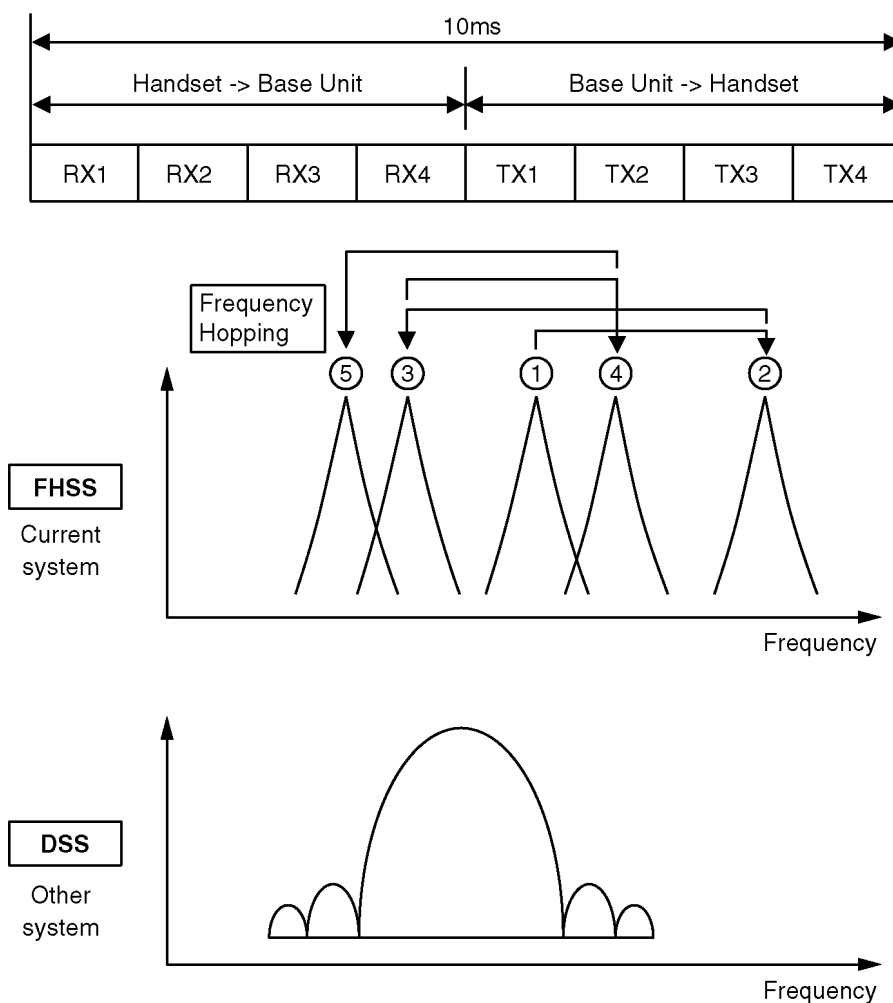 10ms
Handset -> Base Unit
Base Unit -> Handset
RX1 RX2 RX3 RX4 TX1 TX2 TX3 TX4
Frequency
Hopping
5 3 1 4 2
FHSS
Current
system
Frequency
DSS
Other
system
Frequency